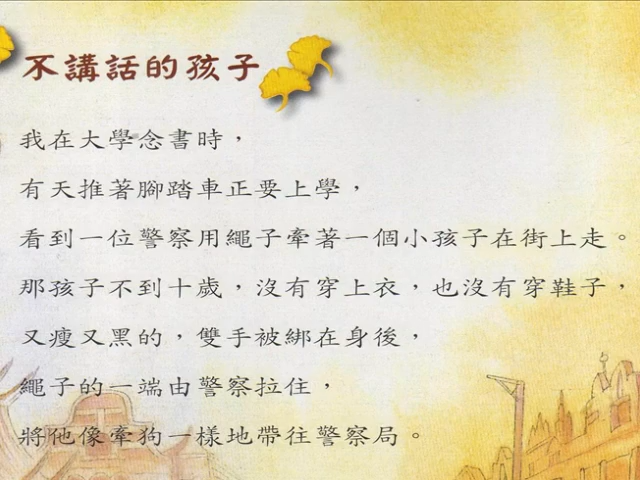 不講話的孩子
我在大學念書時，
有天推著腳踏車正要上學，
看到一位警察用繩子牽著一個小孩子在街上走。
那孩子不到十歲，沒有穿上衣，也沒有穿鞋子，
又瘦又黑的，雙手被綁在身後，
繩子的一端由警察拉住，
將他像牽狗一樣地帶往警察局。